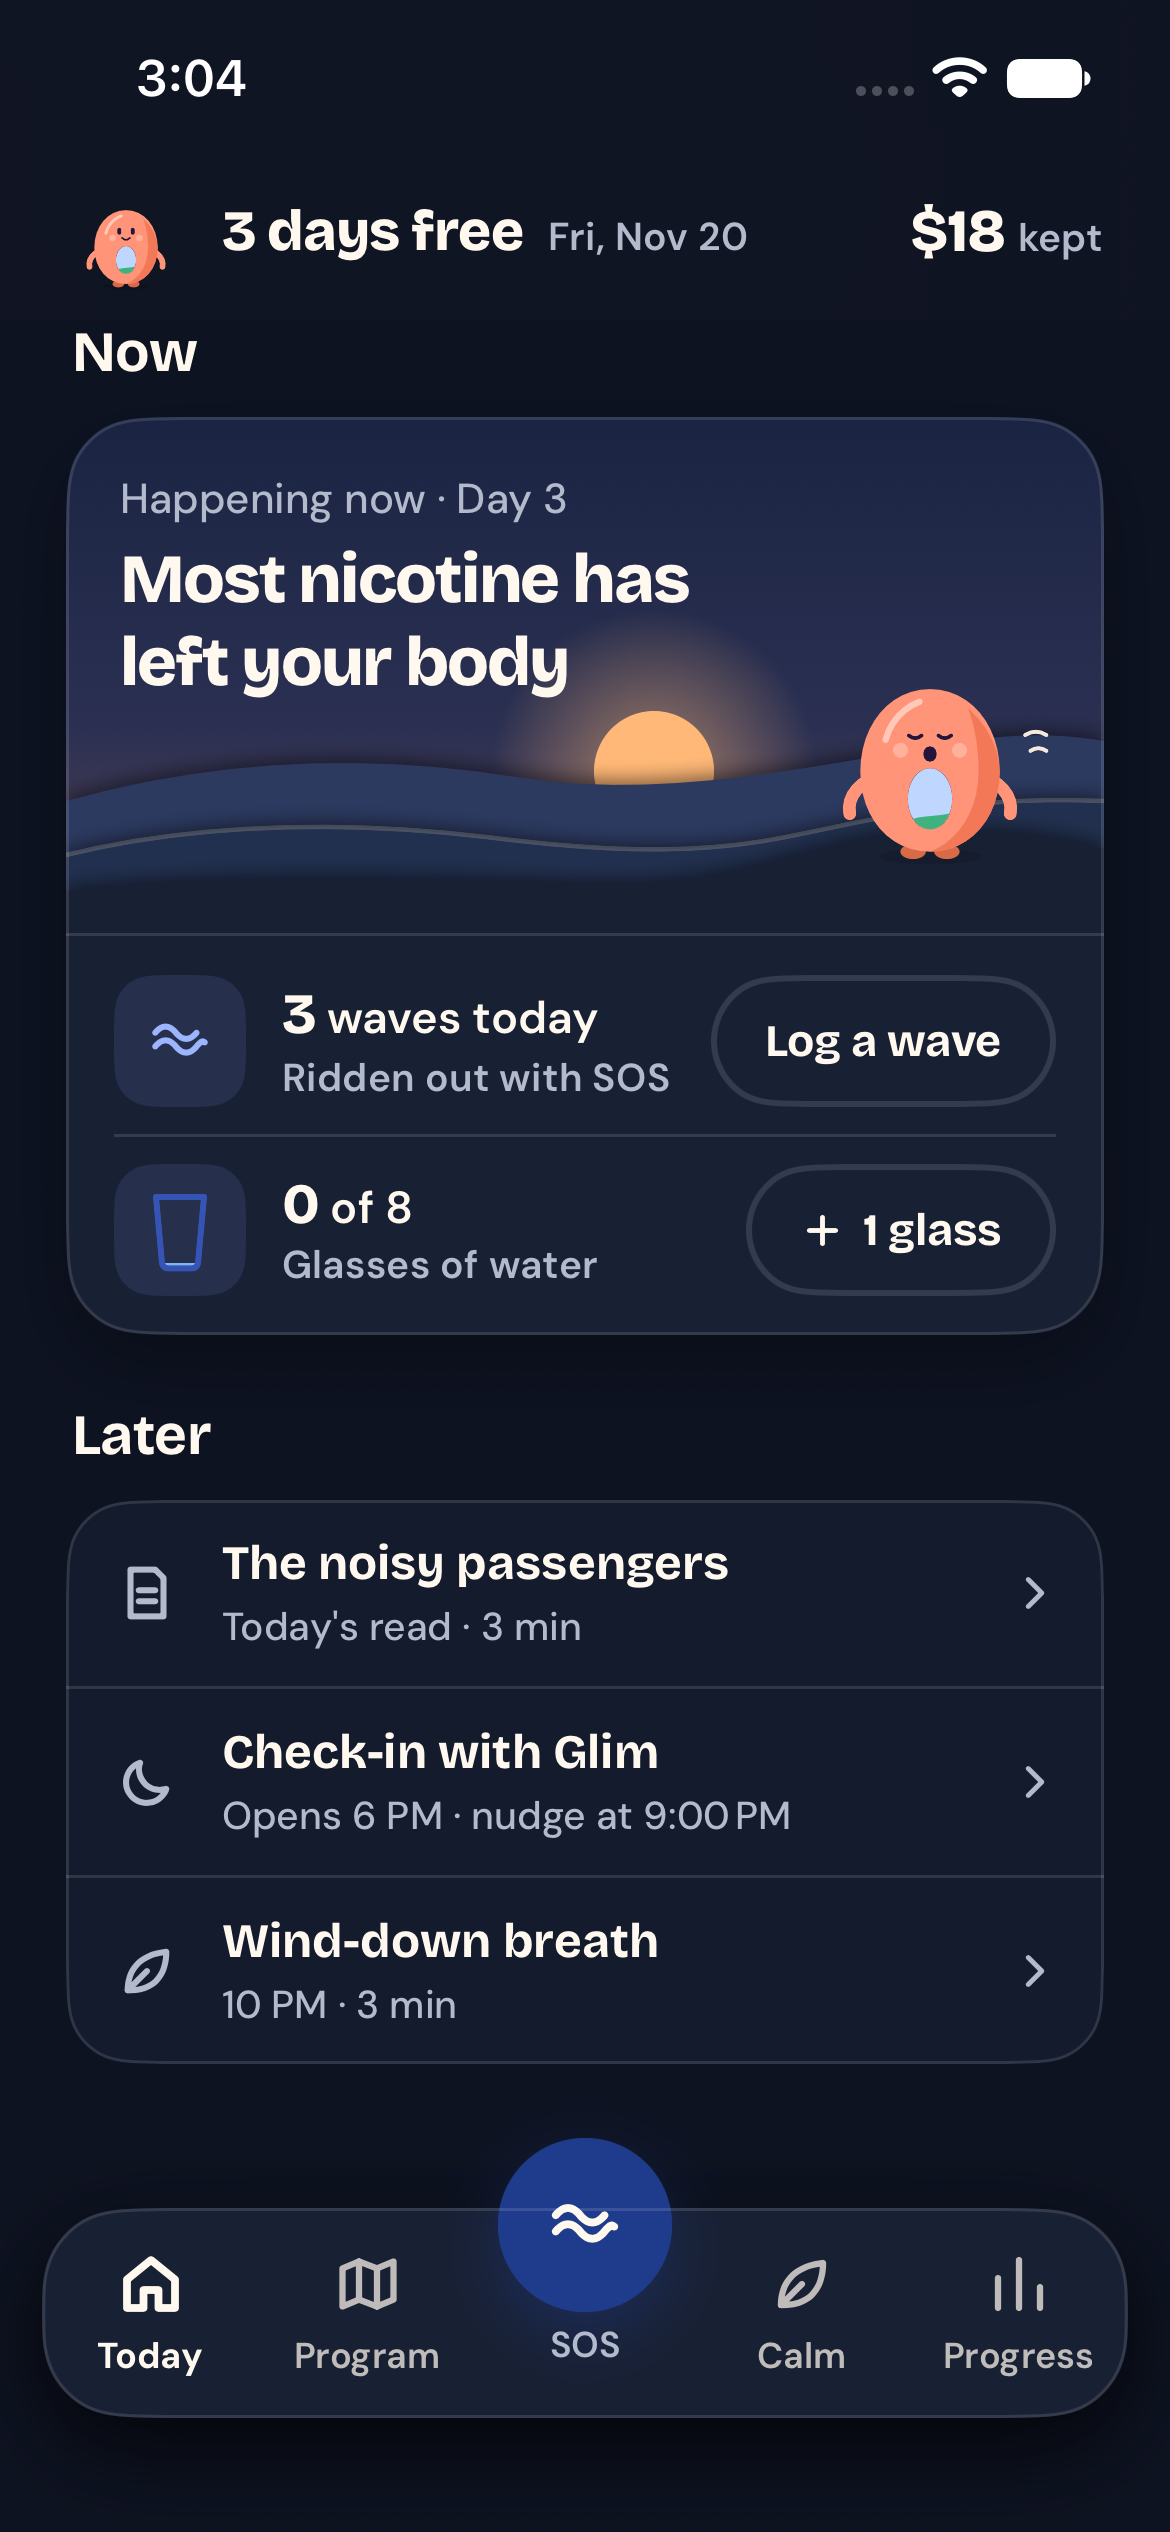 3:04
3 days free Fri, Nov 20 $18 kept
Now
Happening now · Day 3
Most nicotine has
left your body
3 waves today
Ridden out with SOS
Log a wave
0 of 8
Glasses of water
+ 1 glass
Later
The noisy passengers
Today's read · 3 min
Check-in with Glim
Opens 6 PM · nudge at 9:00 PM
Wind-down breath
10 PM · 3 min
Today
Program
SOS
Calm
Progress